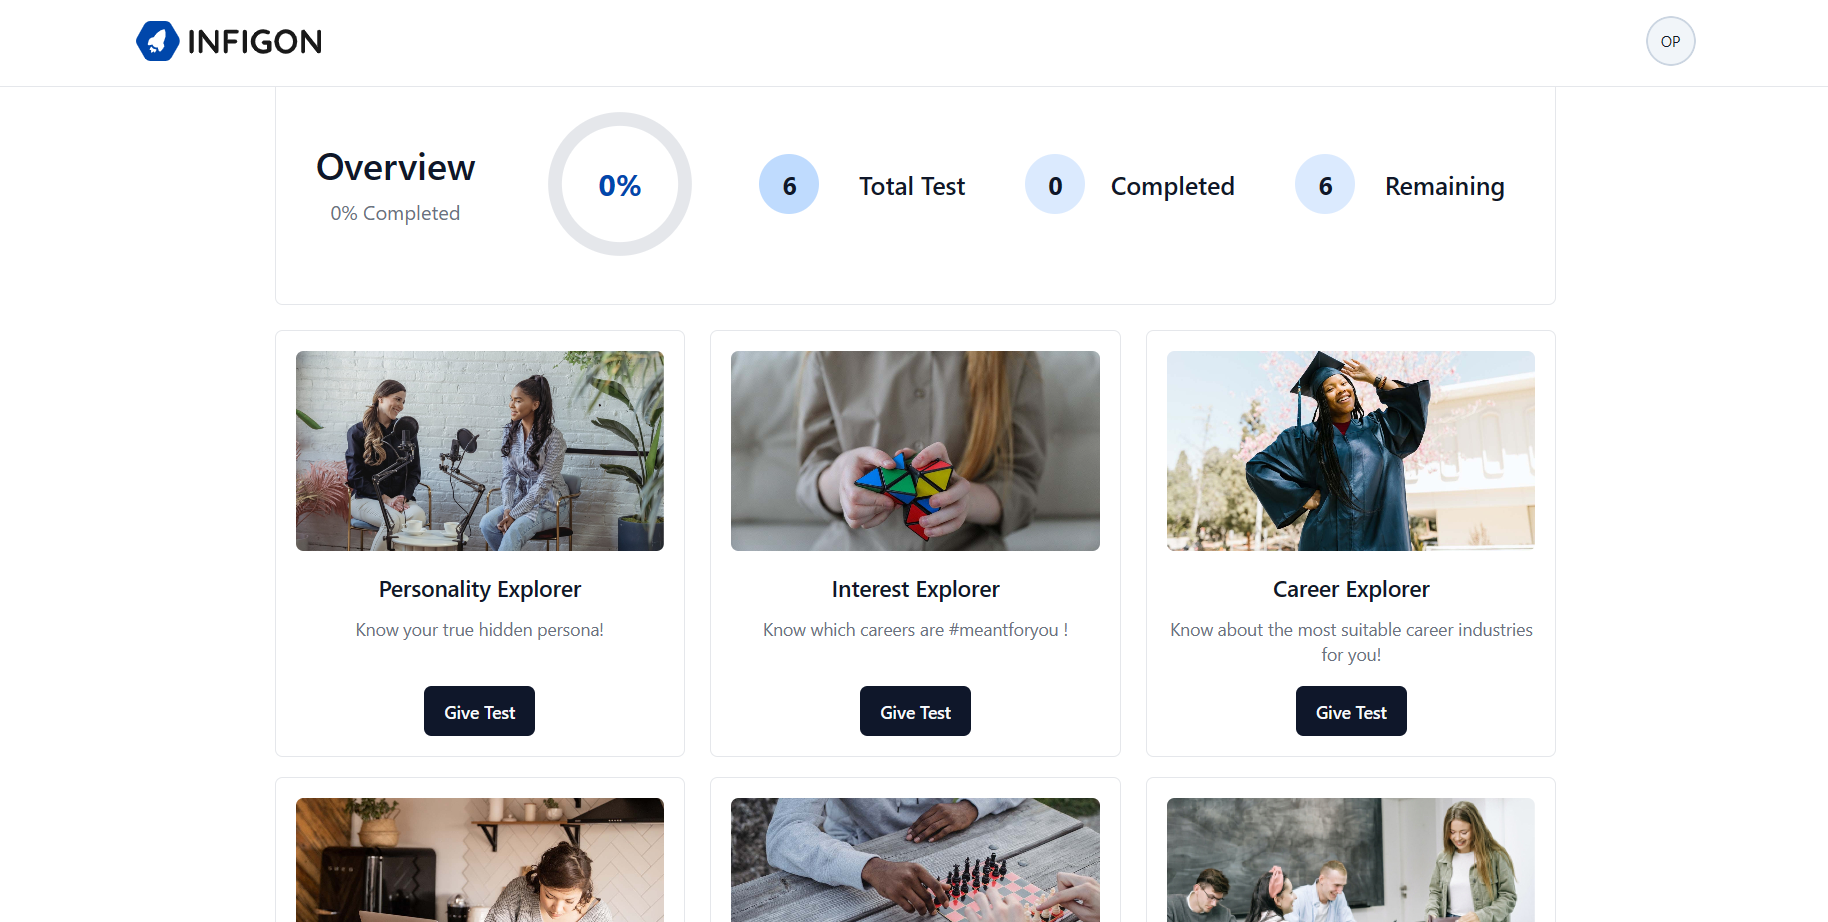 INFIGON
OP
Overview
0% Completed
0%
6 Total Test
0 Completed
6 Remaining
Personality Explorer
Know your true hidden persona!
Give Test
Interest Explorer
Know which careers are #meantforyou !
Give Test
Career Explorer
Know about the most suitable career industries
for you!
Give Test